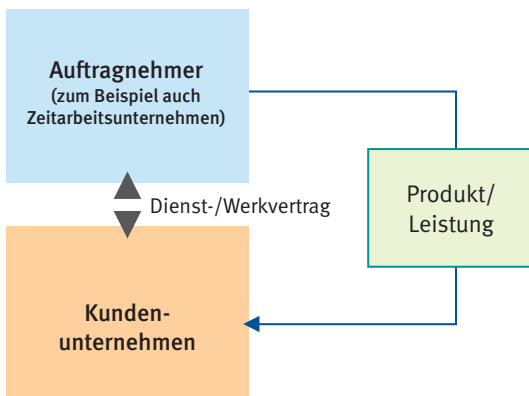 Auftragnehmer
(zum Beispiel auch
Zeitarbeitsunternehmen)
Dienst-/Werkvertrag
Produkt/
Leistung
Kunden-
unternehmen